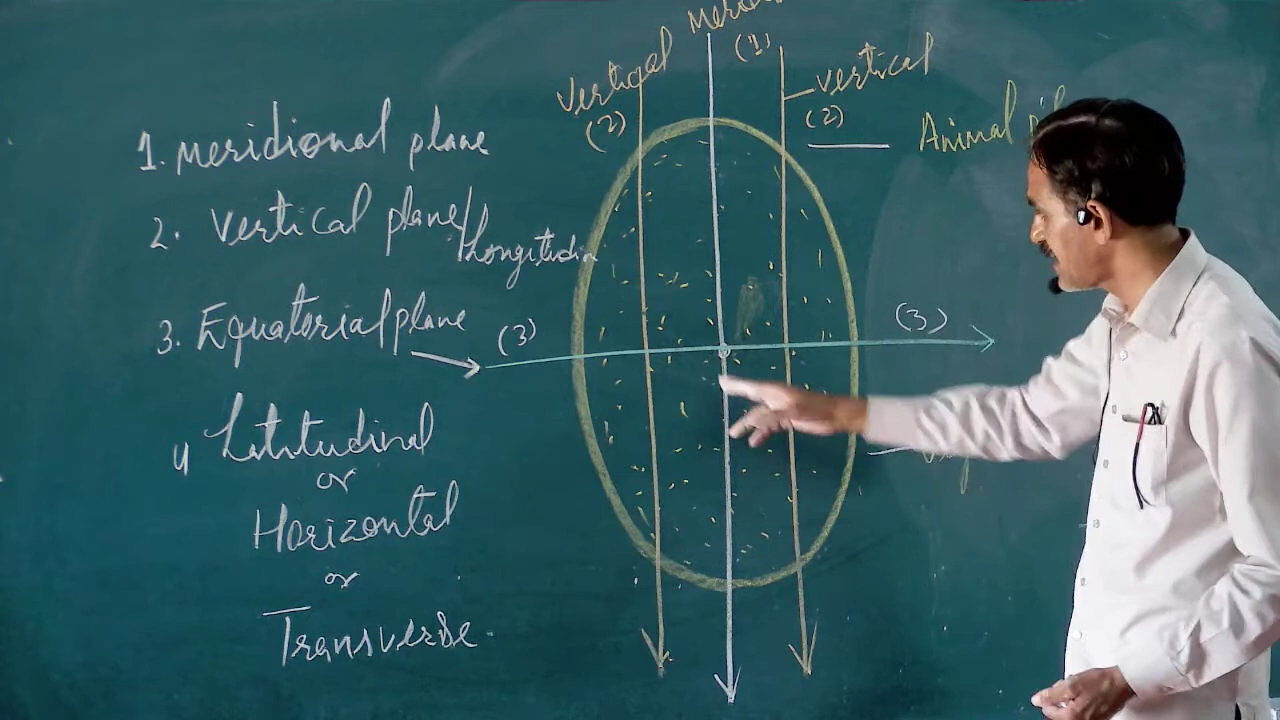 1. Meridional plane
2. Vertical plane/Longitudin
3. Equatorial plane
4 Latitudinal
or
Horizontal
or
Transverse
(1)
Vertical
(2)
Vertical
(2)
Animal
(3)
(3)